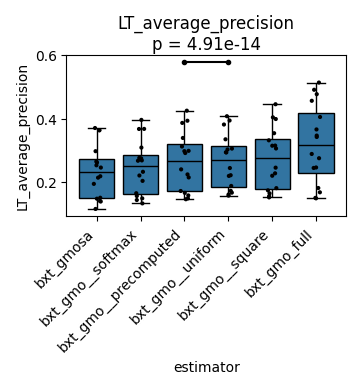 LT_average_precision
p = 4.91e-14
LT_average_precision
0.6
0.4
0.2
bxt_gmosa
bxt_gmo__softmax
bxt_gmo__precomputed
bxt_gmo__uniform
bxt_gmo__square
bxt_gmo_full
estimator